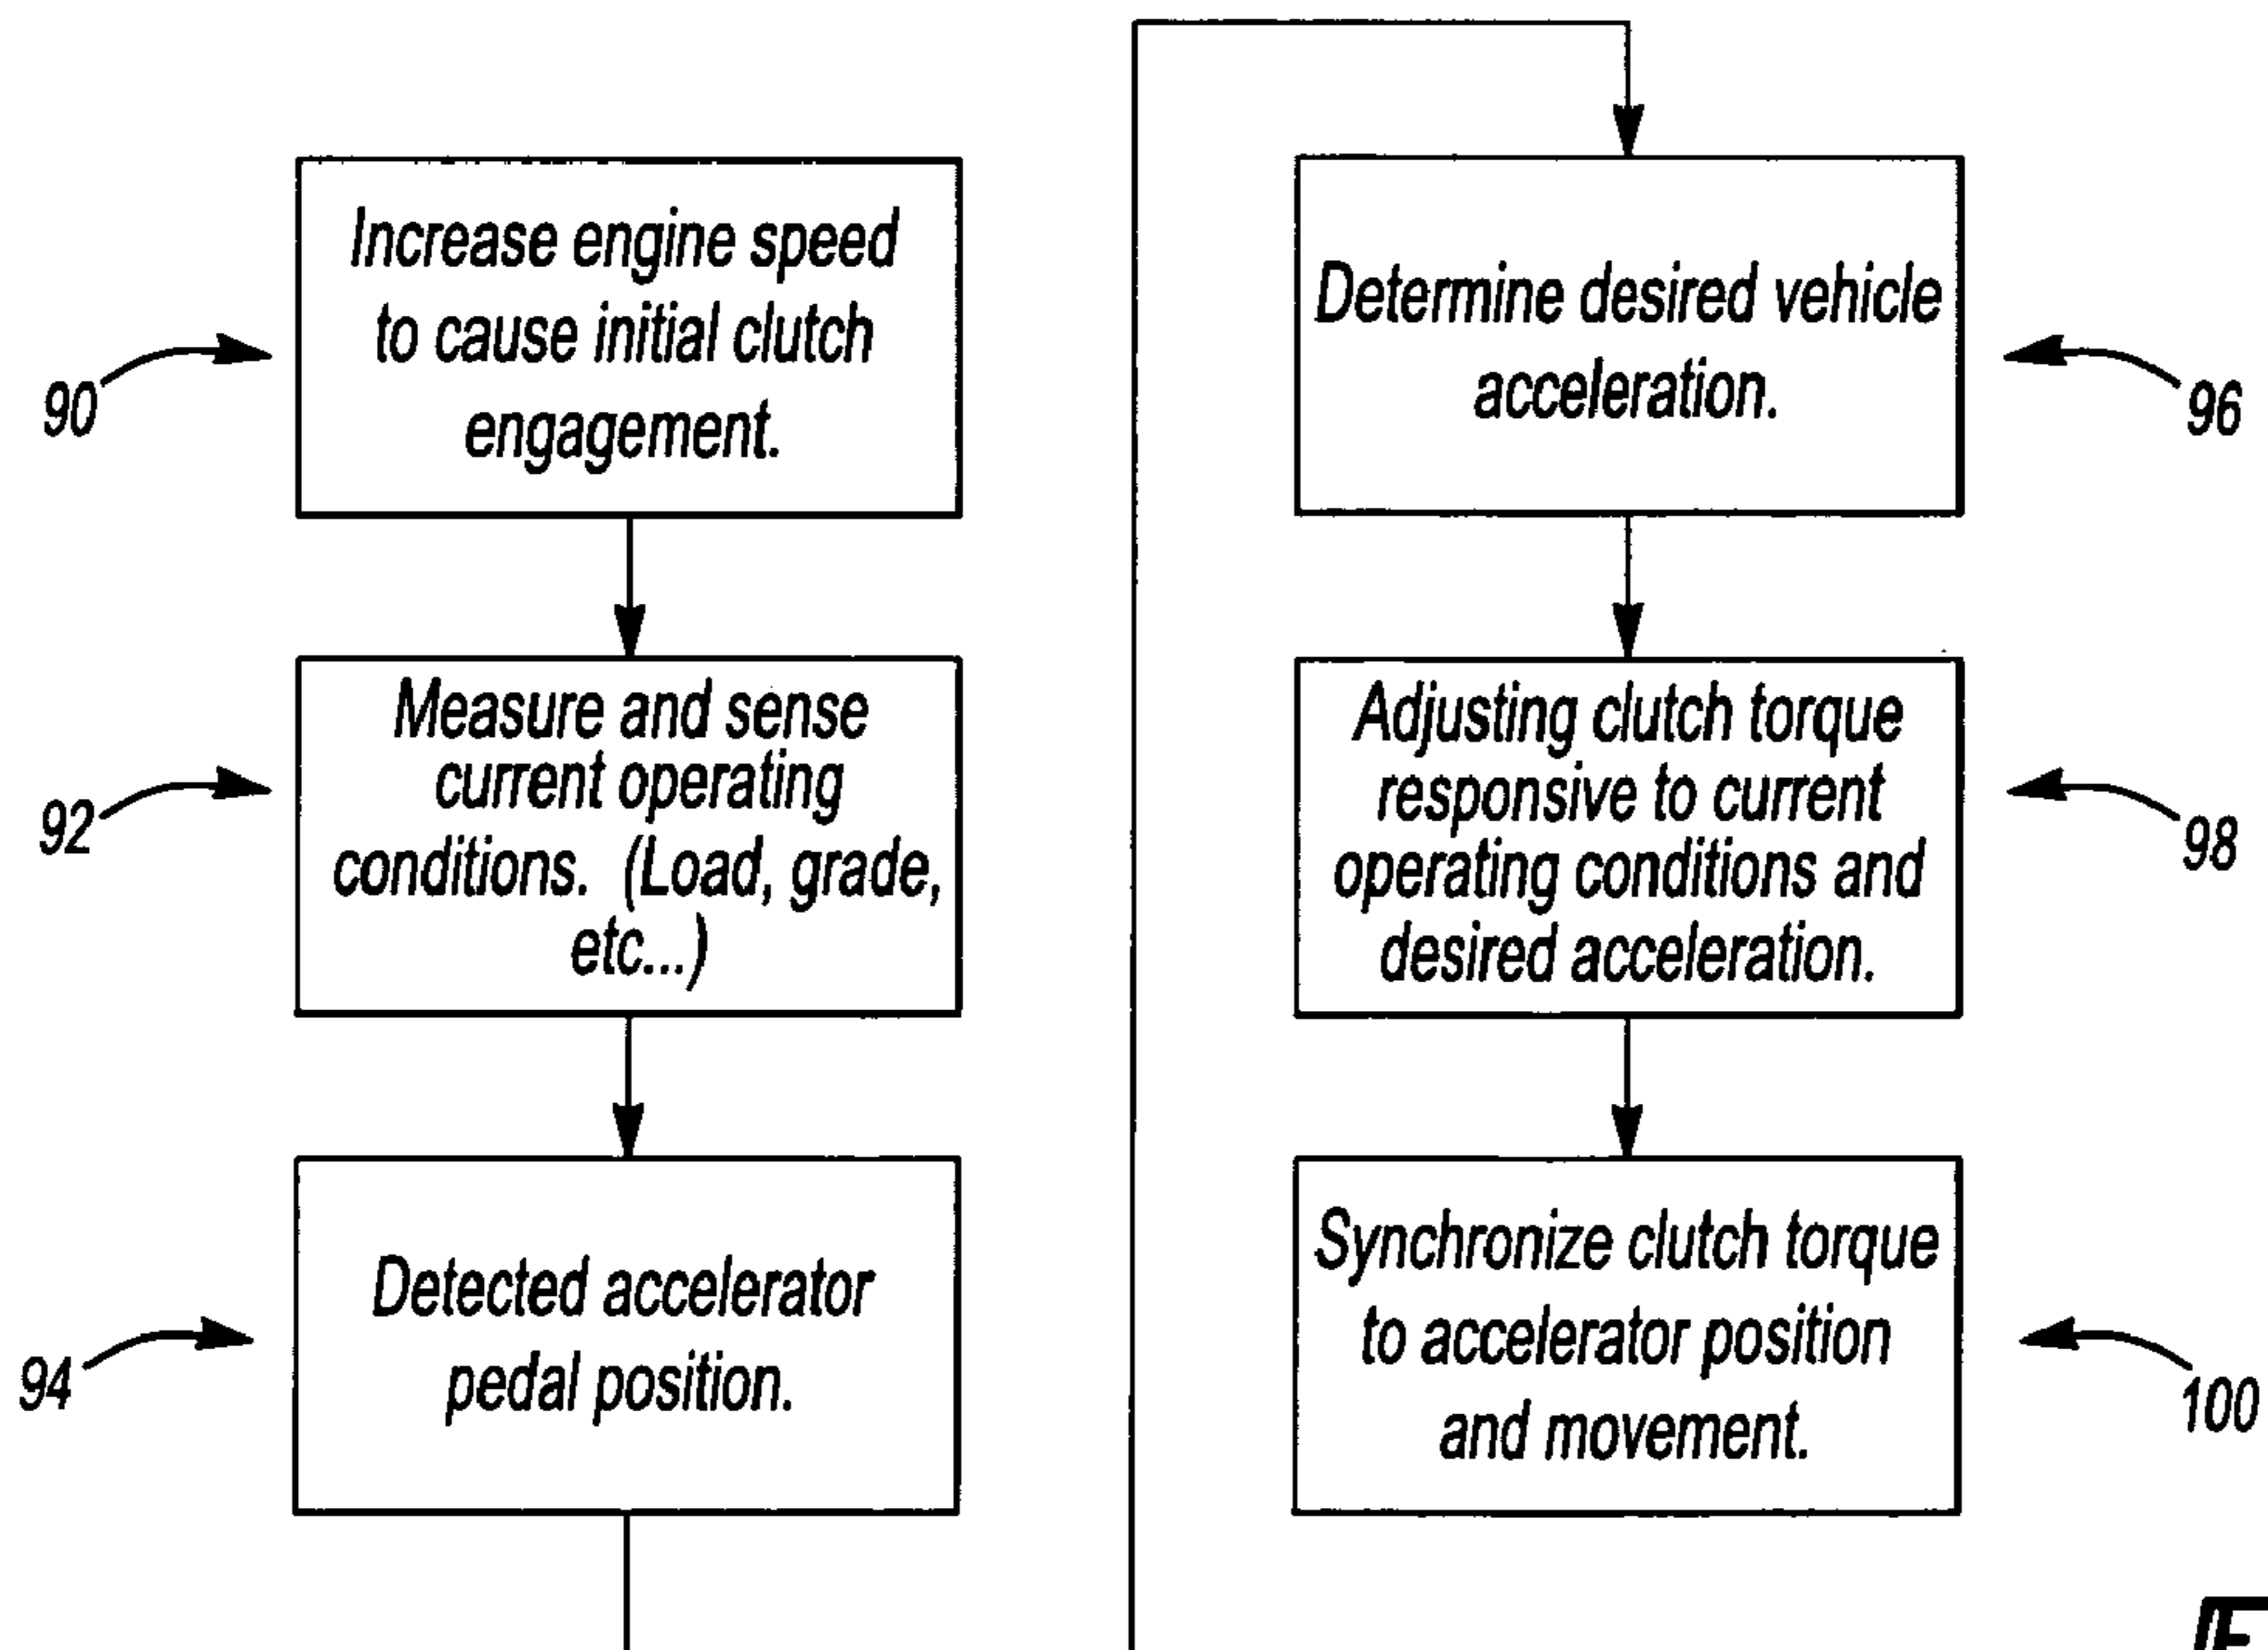 Increase engine speed
to cause initial clutch
engagement.
90
Measure and sense
current operating
conditions. (Load, grade,
etc...)
92
Detected accelerator
pedal position.
94
Determine desired vehicle
acceleration.
96
Adjusting clutch torque
responsive to current
operating conditions and
desired acceleration.
98
Synchronize clutch torque
to accelerator position
and movement.
100